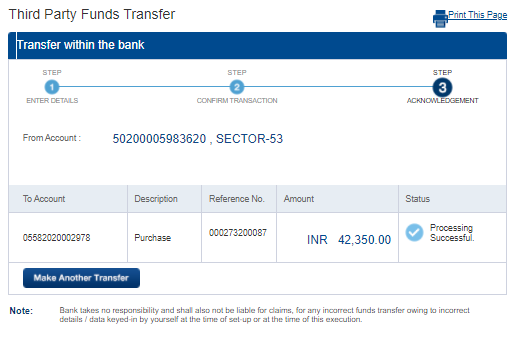 Third Party Funds Transfer
Print This Page
Transfer within the bank
STEP STEP STEP
1 2 3
ENTER DETAILS CONFIRM TRANSACTION ACKNOWLEDGEMENT
From Account : 50200005983620 , SECTOR-53
To Account Description Reference No. Amount Status
05582020002978 Purchase 000273200087 INR 42,350.00 Processing
Successful.
Make Another Transfer
Note: Bank takes no responsibility and shall also not be liable for claims, for any incorrect funds transfer owing to incorrect
details / data keyed-in by yourself at the time of set-up or at the time of this execution.